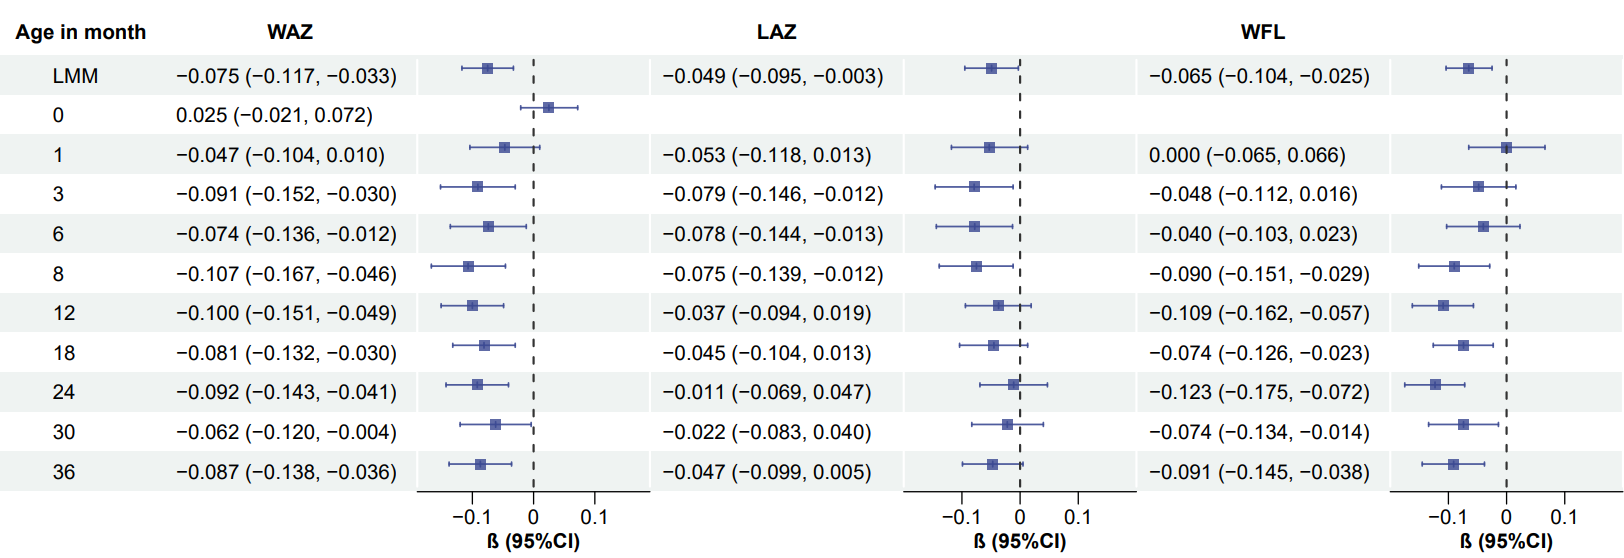 Age in month WAZ LAZ WFL
LMM −0.075 (−0.117, −0.033) −0.049 (−0.095, −0.003) −0.065 (−0.104, −0.025)
0 0.025 (−0.021, 0.072)
1 −0.047 (−0.104, 0.010) −0.053 (−0.118, 0.013) 0.000 (−0.065, 0.066)
3 −0.091 (−0.152, −0.030) −0.079 (−0.146, −0.012) −0.048 (−0.112, 0.016)
6 −0.074 (−0.136, −0.012) −0.078 (−0.144, −0.013) −0.040 (−0.103, 0.023)
8 −0.107 (−0.167, −0.046) −0.075 (−0.139, −0.012) −0.090 (−0.151, −0.029)
12 −0.100 (−0.151, −0.049) −0.037 (−0.094, 0.019) −0.109 (−0.162, −0.057)
18 −0.081 (−0.132, −0.030) −0.045 (−0.104, 0.013) −0.074 (−0.126, −0.023)
24 −0.092 (−0.143, −0.041) −0.011 (−0.069, 0.047) −0.123 (−0.175, −0.072)
30 −0.062 (−0.120, −0.004) −0.022 (−0.083, 0.040) −0.074 (−0.134, −0.014)
36 −0.087 (−0.138, −0.036) −0.047 (−0.099, 0.005) −0.091 (−0.145, −0.038)
−0.1 0 0.1 −0.1 0 0.1 −0.1 0 0.1
ß (95%CI) ß (95%CI) ß (95%CI)